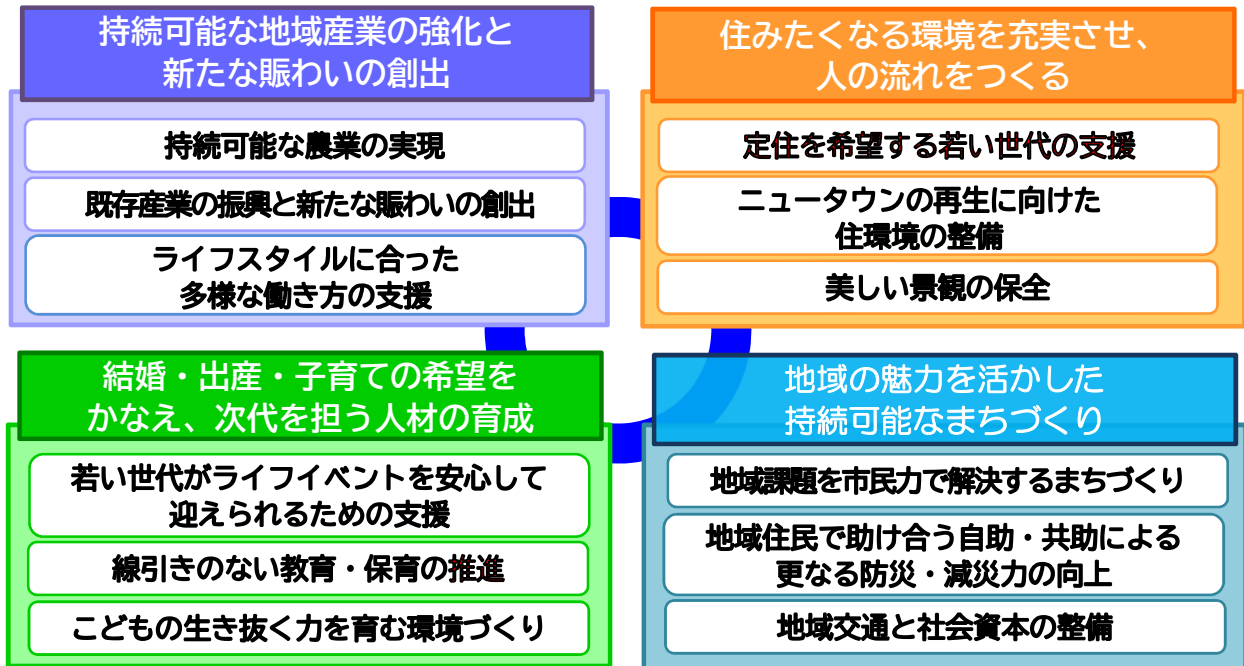 持続可能な地域産業の強化と
新たな賑わいの創出
持続可能な農業の実現
既存産業の振興と新たな賑わいの創出
ライフスタイルに合った
多様な働き方の支援
住みたくなる環境を充実させ、
人の流れをつくる
定住を希望する若い世代の支援
ニュータウンの再生に向けた
住環境の整備
美しい景観の保全
結婚・出産・子育ての希望を
かなえ、次代を担う人材の育成
若い世代がライフイベントを安心して
迎えられるための支援
線引きのない教育・保育の推進
こどもの生き抜く力を育む環境づくり
地域の魅力を活かした
持続可能なまちづくり
地域課題を市民力で解決するまちづくり
地域住民で助け合う自助・共助による
更なる防災・減災力の向上
地域交通と社会資本の整備